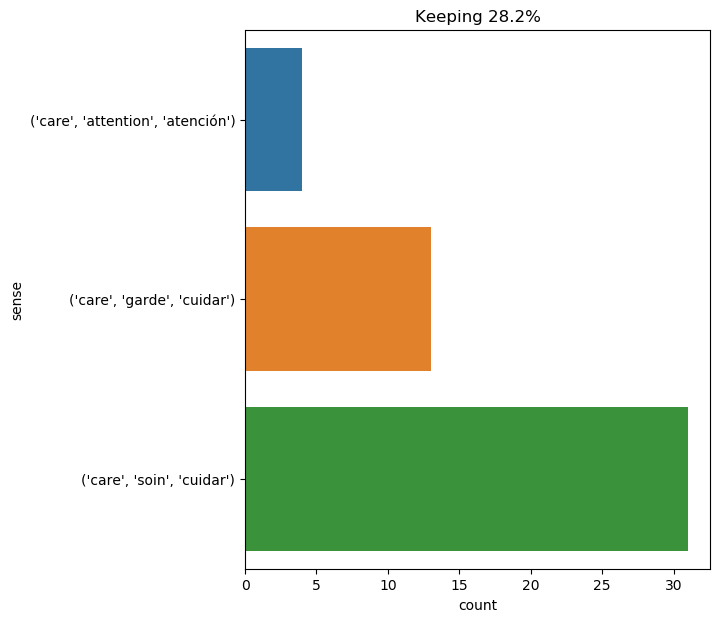 Keeping 28.2%
('care', 'attention', 'atención')
('care', 'garde', 'cuidar')
('care', 'soin', 'cuidar')
sense
0 5 10 15 20 25 30
count